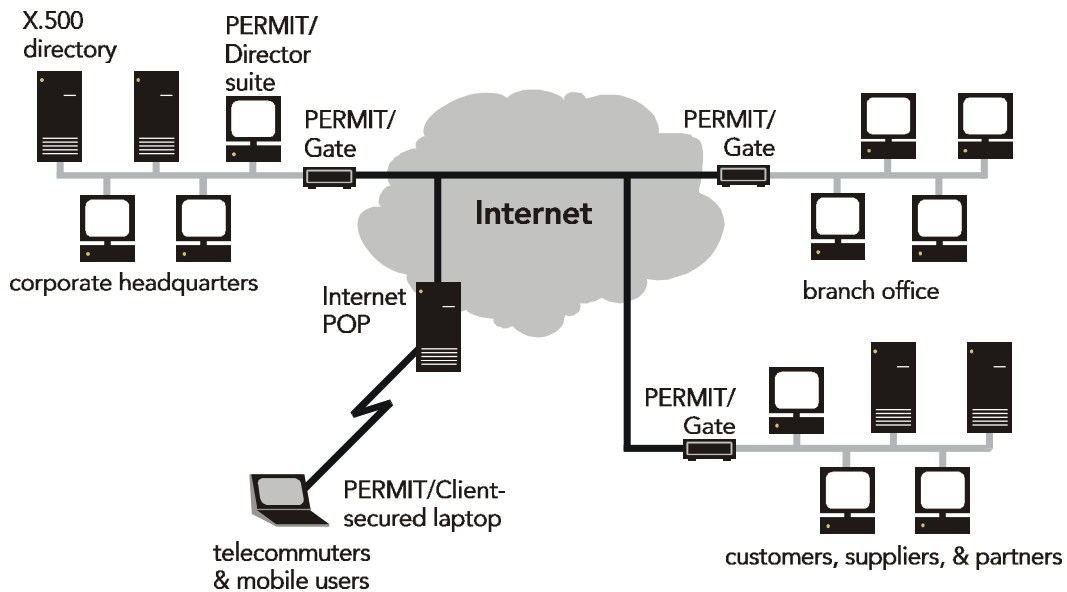 X.500
directory
PERMIT/
Director
suite
PERMIT/
Gate
PERMIT/
Gate
Internet
corporate headquarters
branch office
Internet
POP
PERMIT/
Gate
PERMIT/Client-
secured laptop
telecommuters
& mobile users
customers, suppliers, & partners